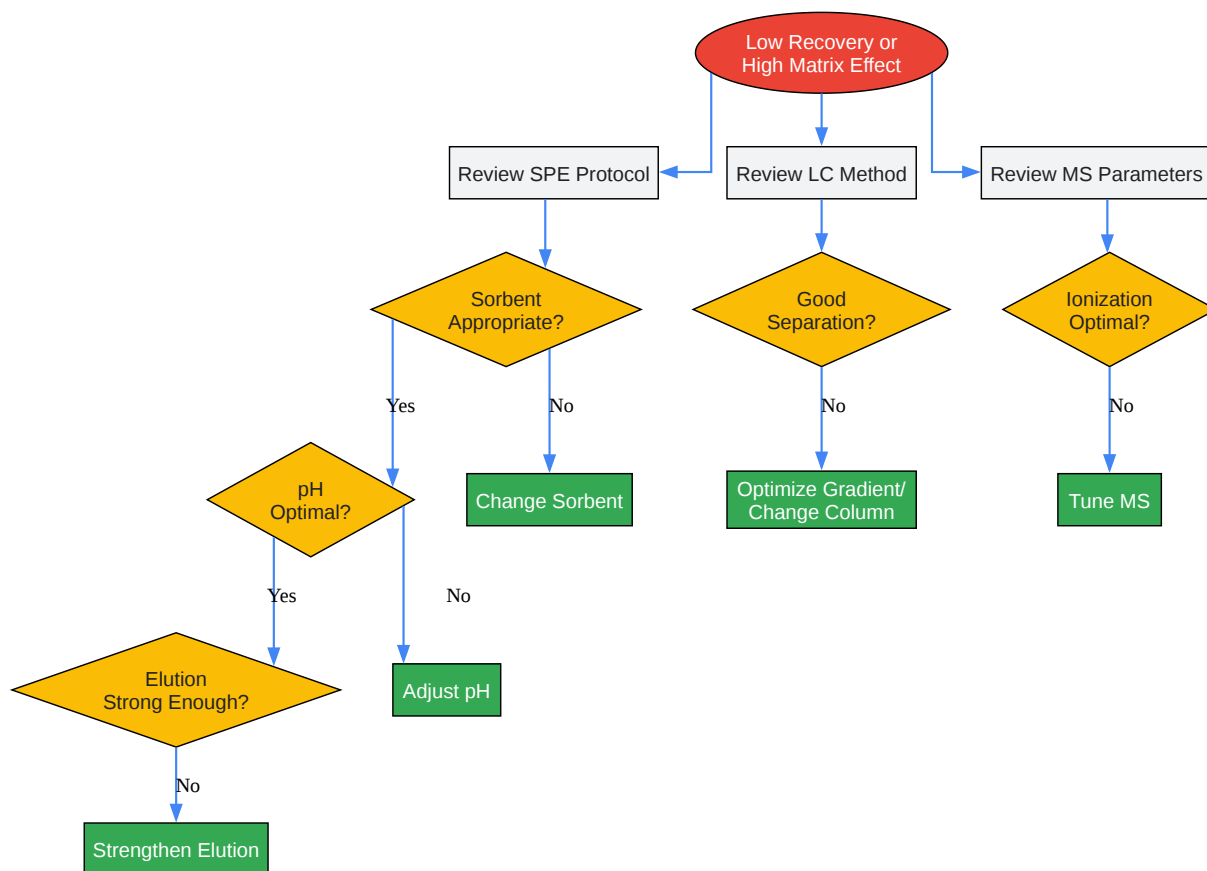 Low Recovery or
High Matrix Effect
Review SPE Protocol
Review LC Method
Review MS Parameters
Sorbent
Appropriate?
Good
Separation?
Ionization
Optimal?
Yes
No
No
No
pH
Optimal?
Change Sorbent
Optimize Gradient/
Change Column
Tune MS
Yes
No
Elution
Strong Enough?
Adjust pH
No
Strengthen Elution